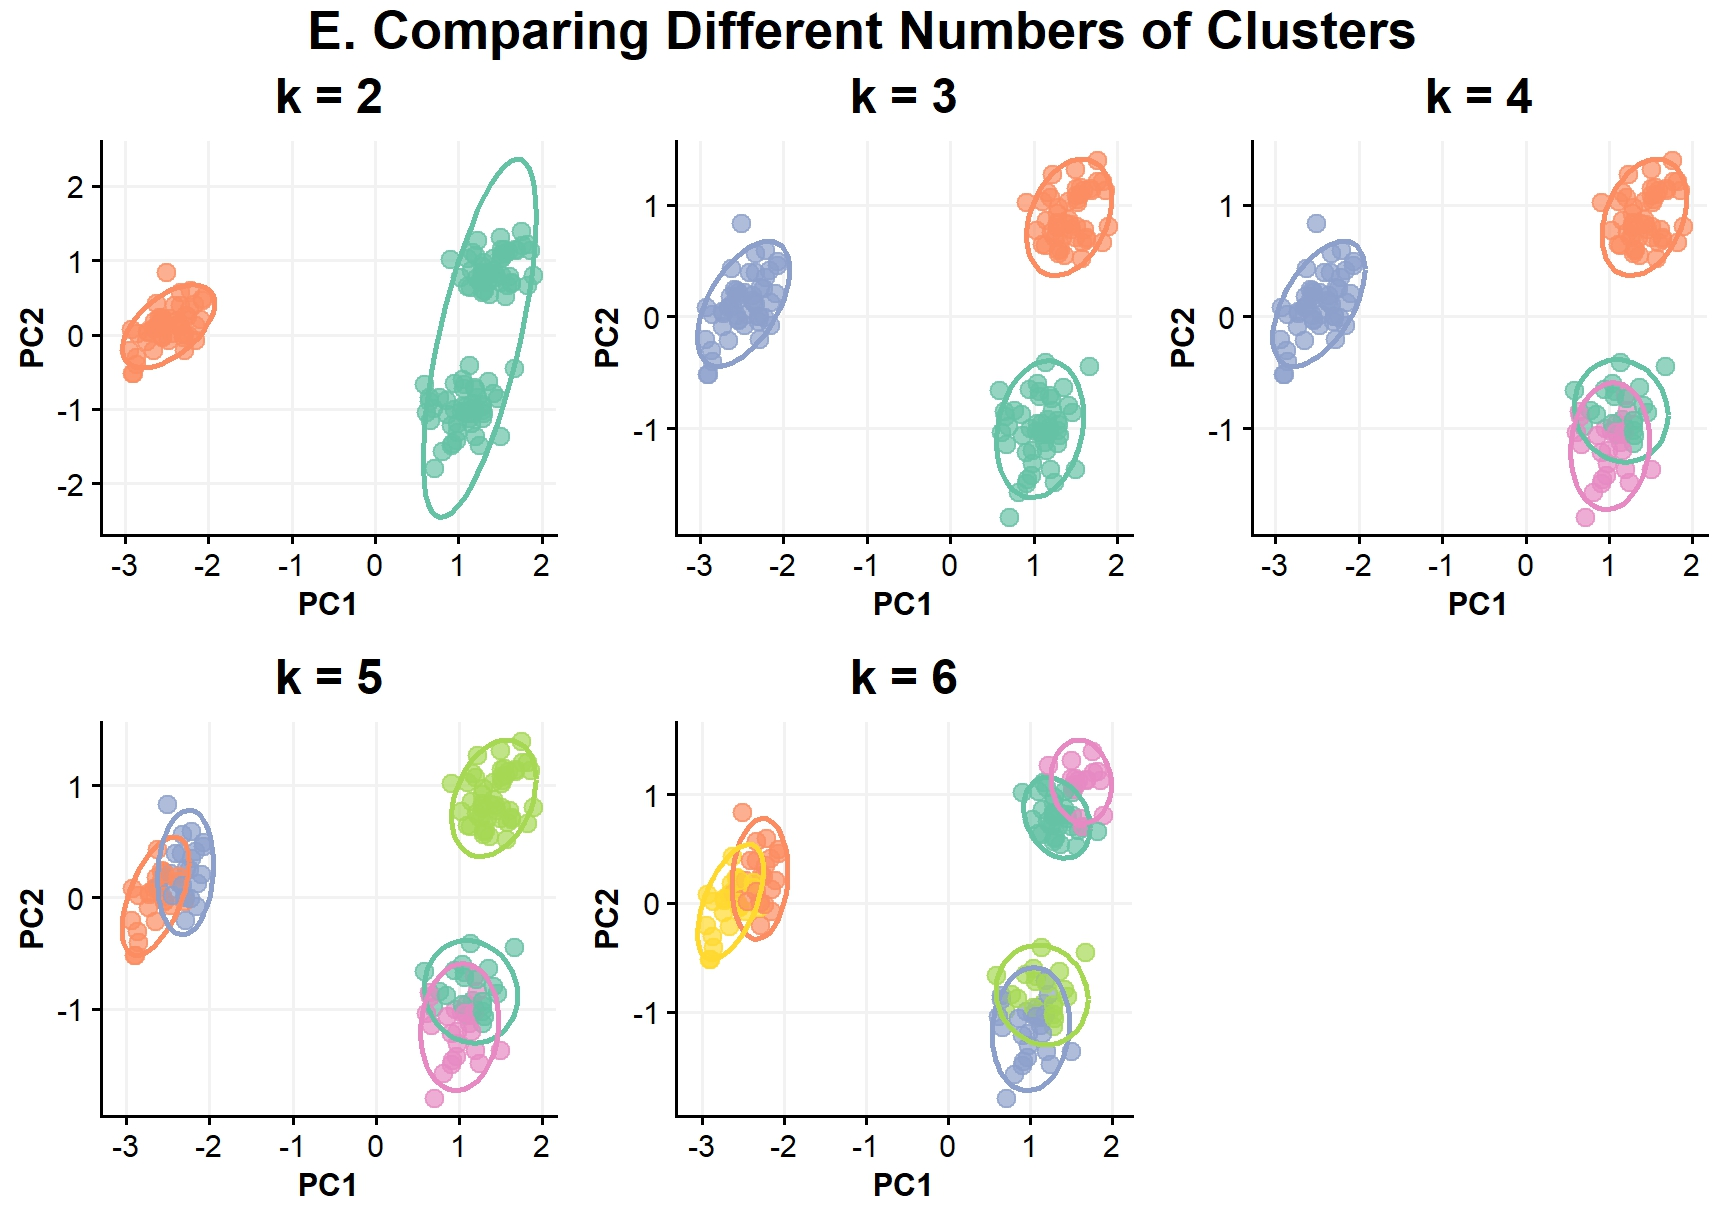 E. Comparing Different Numbers of Clusters
k = 2
k = 3
k = 4
PC2
2
1
0
-1
-2
-3 -2 -1 0 1 2
PC1
PC2
1
0
-1
-3 -2 -1 0 1 2
PC1
PC2
1
0
-1
-3 -2 -1 0 1 2
PC1
k = 5
k = 6
PC2
1
0
-1
-3 -2 -1 0 1 2
PC1
PC2
1
0
-1
-3 -2 -1 0 1 2
PC1